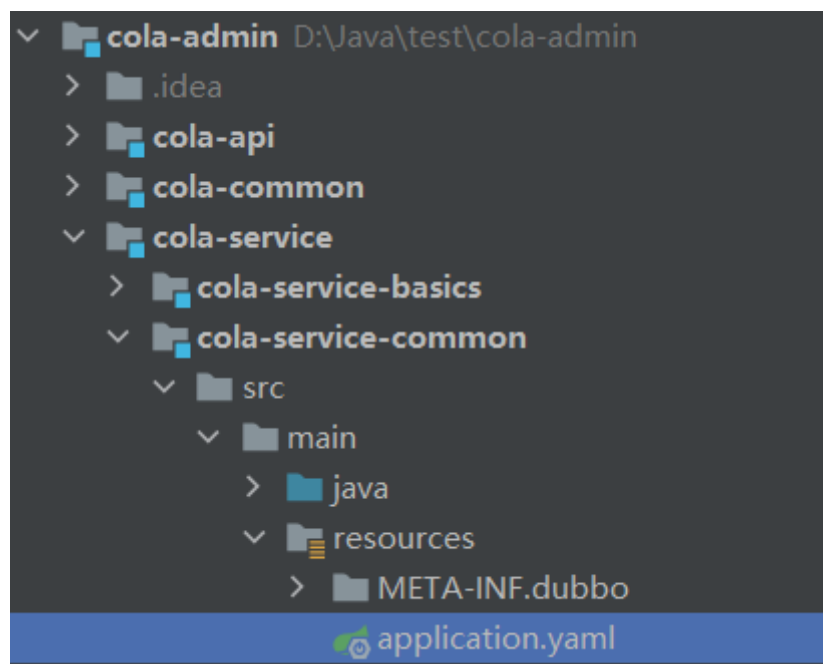 cola-admin D:\Java\test\cola-admin
.idea
cola-api
cola-common
cola-service
cola-service-basics
cola-service-common
src
main
java
resources
META-INF.dubbo
application.yaml